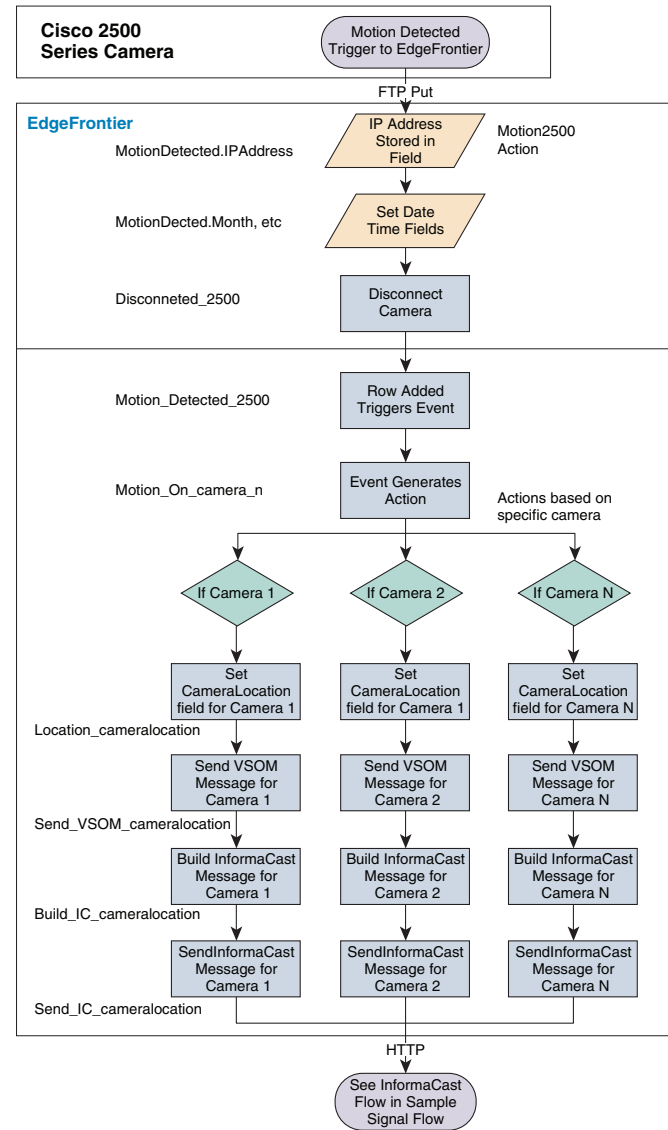 Cisco 2500
Series Camera
Motion Detected
Trigger to EdgeFrontier
FTP Put
EdgeFrontier
IP Address
Stored in
Field
Motion2500
Action
MotionDetected.IPAddress
MotionDected.Month, etc
Set Date
Time Fields
Disconneted_2500
Disconnect
Camera
Motion_Detected_2500
Row Added
Triggers Event
Motion_On_camera_n
Event Generates
Action
Actions based on
specific camera
If Camera 1
If Camera 2
If Camera N
Set
CameraLocation
field for Camera 1
Set
CameraLocation
field for Camera 1
Set
CameraLocation
field for Camera N
Location_cameralocation
Send VSOM
Message for
Camera 1
Send VSOM
Message for
Camera 2
Send VSOM
Message for
Camera N
Send_VSOM_cameralocation
Build InformaCast
Message for
Camera 1
Build InformaCast
Message for
Camera 2
Build InformaCast
Message for
Camera N
Build_IC_cameralocation
SendInformaCast
Message for
Camera 1
SendInformaCast
Message for
Camera 2
SendInformaCast
Message for
Camera N
Send_IC_cameralocation
HTTP
See InformaCast
Flow in Sample
Signal Flow